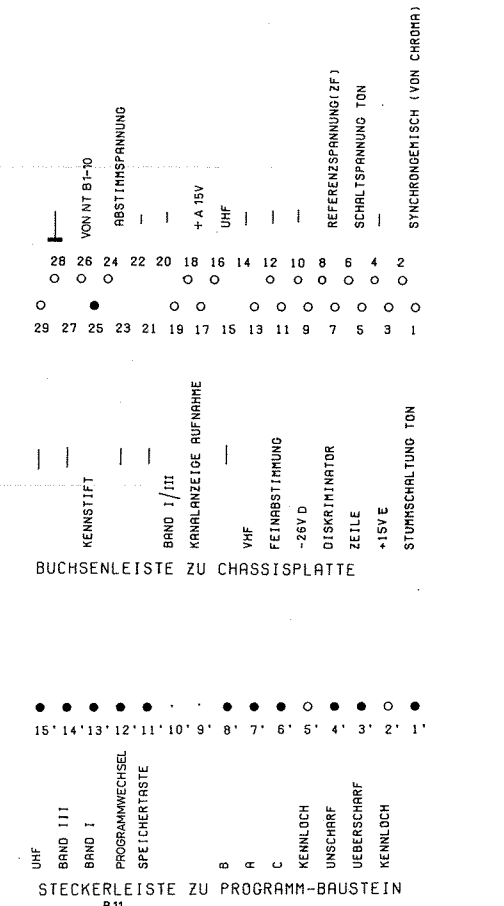 VON NT B1-10
ABSTIMMSPANNUNG
+A 15V
UHF
REFERENZSPANNUNG(ZF)
SCHALTSPANNUNG TON
SYNCHRONGEMISCH (VON CHROMA)
28 26 24 22 20 18 16 14 12 10 8 6 4 2
29 27 25 23 21 19 17 15 13 11 9 7 5 3 1
KENNSTIFT
BAND I/III
KANALANZEIGE AUFNAHME
VHF
FEINABSTIMMUNG
-26V D
DISKRIMINATOR
ZEILE
+15V E
STUMMSCHALTUNG TON
BUCHSENLEISTE ZU CHASSISPLATTE
15' 14' 13' 12' 11' 10' 9' 8' 7' 6' 5' 4' 3' 2' 1'
UHF
BAND III
BAND I
PROGRAMMWECHSEL
SPEICHERTASTE
B
A
C
KENNLOCH
UNSCHARF
UEBERSCHARF
KENNLOCH
STECKERLEISTE ZU PROGRAMM-BAUSTEIN
B11